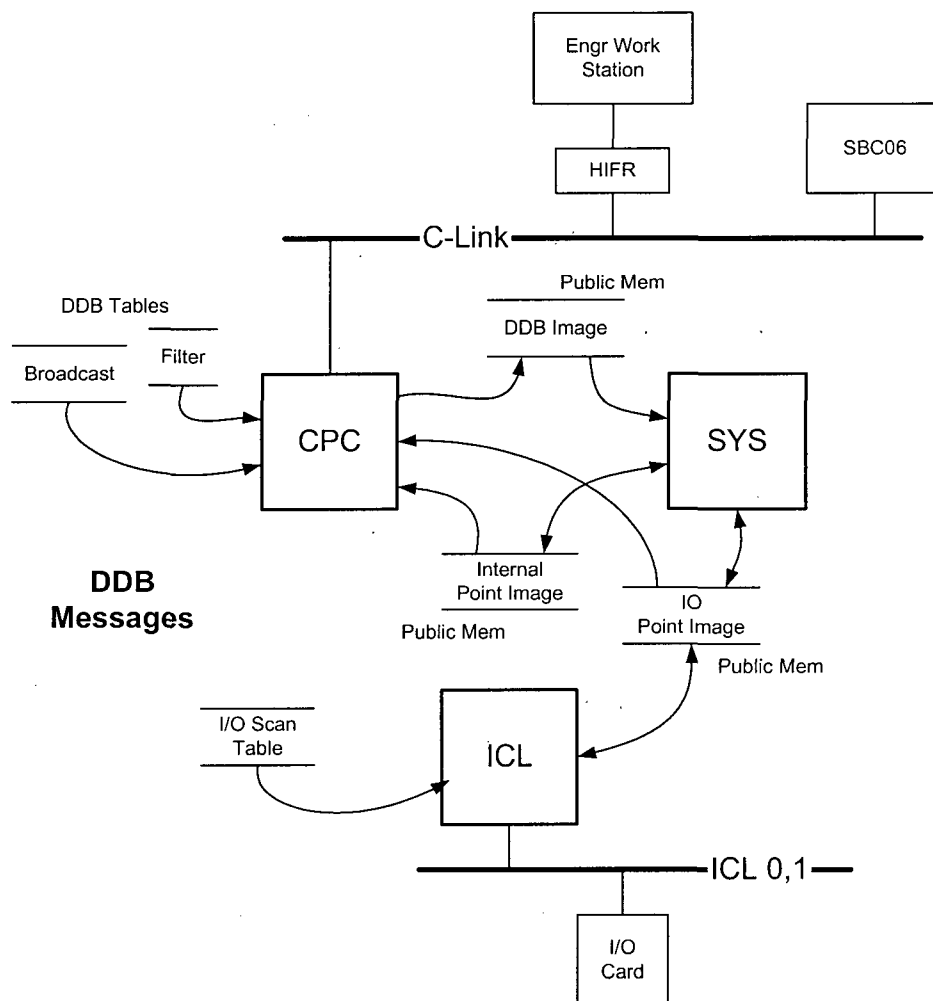 Engr Work
Station
SBC06
HIFR
C-Link
Public Mem
DDB Tables
DDB Image
Filter
Broadcast
CPC
SYS
Internal
Point Image
DDB
Messages
IO
Point Image
Public Mem
Public Mem
I/O Scan
Table
ICL
ICL 0,1
I/O
Card